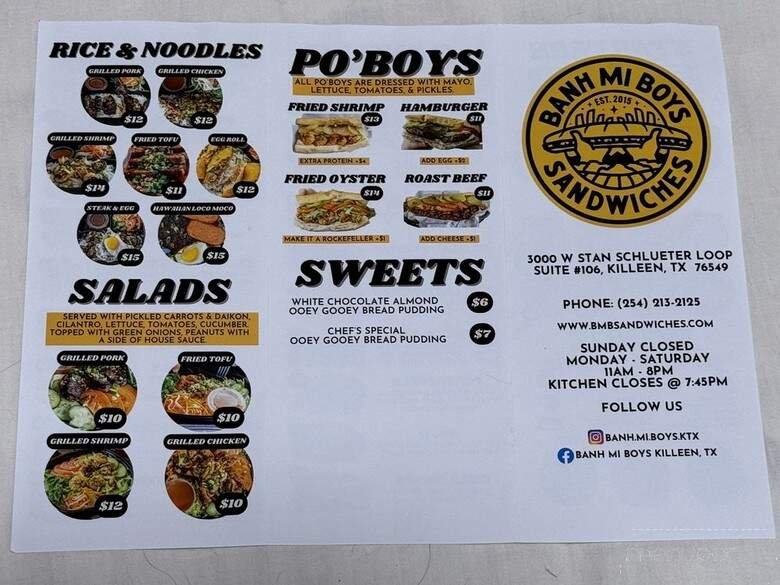 RICE & NOODLES
GRILLED PORK
$12
GRILLED CHICKEN
$12
GRILLED SHRIMP
$14
FRIED TOFU
$11
EGG ROLL
$12
STEAK & EGG
$15
HAWAIIAN LOCO MOCO
$15
SALADS
SERVED WITH PICKLED CARROTS & DAIKON,
CILANTRO, LETTUCE, TOMATOES, CUCUMBER.
TOPPED WITH GREEN ONIONS, PEANUTS WITH
A SIDE OF HOUSE SAUCE.
GRILLED PORK
$10
FRIED TOFU
$10
GRILLED SHRIMP
$12
GRILLED CHICKEN
$10
PO'BOYS
ALL PO'BOYS ARE DRESSED WITH MAYO,
LETTUCE, TOMATOES, & PICKLES.
FRIED SHRIMP
$13
EXTRA PROTEIN +$4
HAMBURGER
$11
ADD EGG +$2
FRIED OYSTER
$14
MAKE IT A ROCKEFELLER +$1
ROAST BEEF
$11
ADD CHEESE +$1
SWEETS
WHITE CHOCOLATE ALMOND
OOEY GOOEY BREAD PUDDING
$6
CHEF'S SPECIAL
OOEY GOOEY BREAD PUDDING
$7
BANH MI BOYS
EST. 2015
SANDWICHES
3000 W STAN SCHLUETER LOOP
SUITE #106, KILLEEN, TX 76549
PHONE: (254) 213-2125
WWW.BMBSANDWICHES.COM
SUNDAY CLOSED
MONDAY - SATURDAY
11AM - 8PM
KITCHEN CLOSES @ 7:45PM
FOLLOW US
BANH.MI.BOYS.KTX
BANH MI BOYS KILLEEN, TX